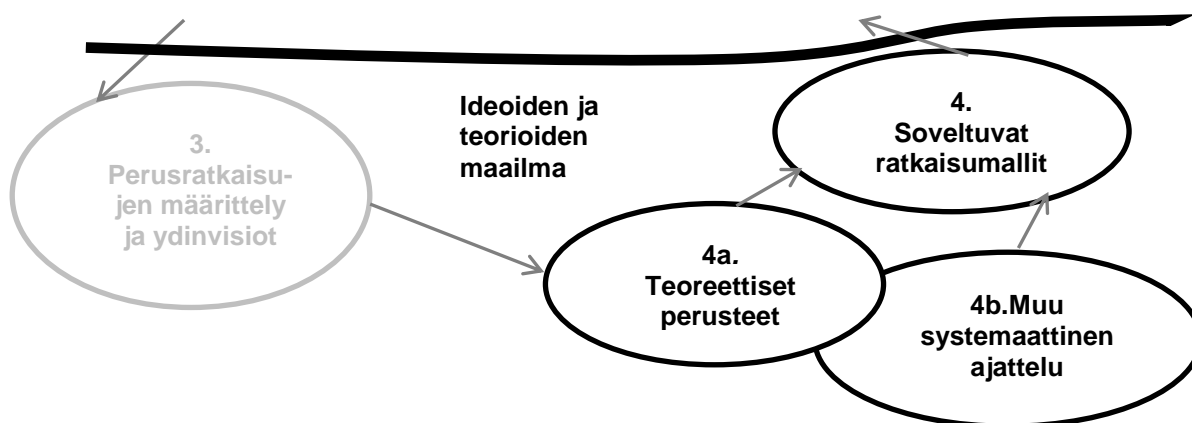 3.
Perusratkaisu-
jen määrittely
ja ydinvisiot
Ideoiden ja
teorioiden
maailma
4.
Soveltuvat
ratkaisumallit
4a.
Teoreettiset
perusteet
4b.Muu
systemaattinen
ajattelu